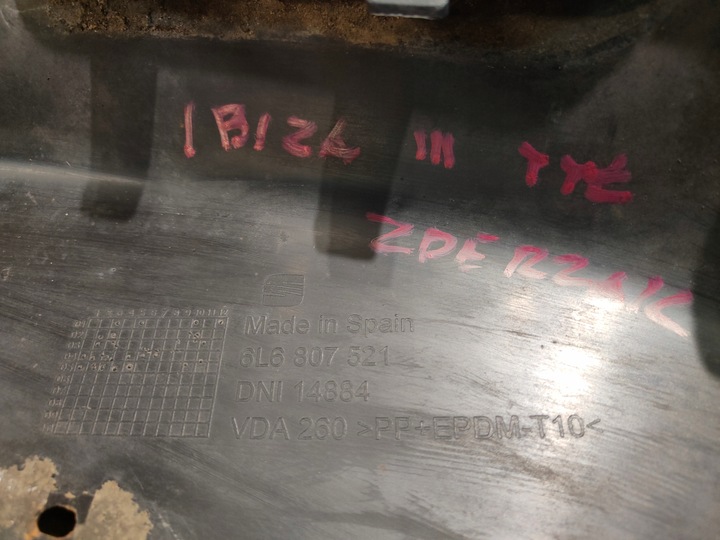 IBIZA III TYŁ
ZDERZAK
Made in Spain
6L6 807 521
DNI 14884
VDA 260 >PP+EPDM-T10<